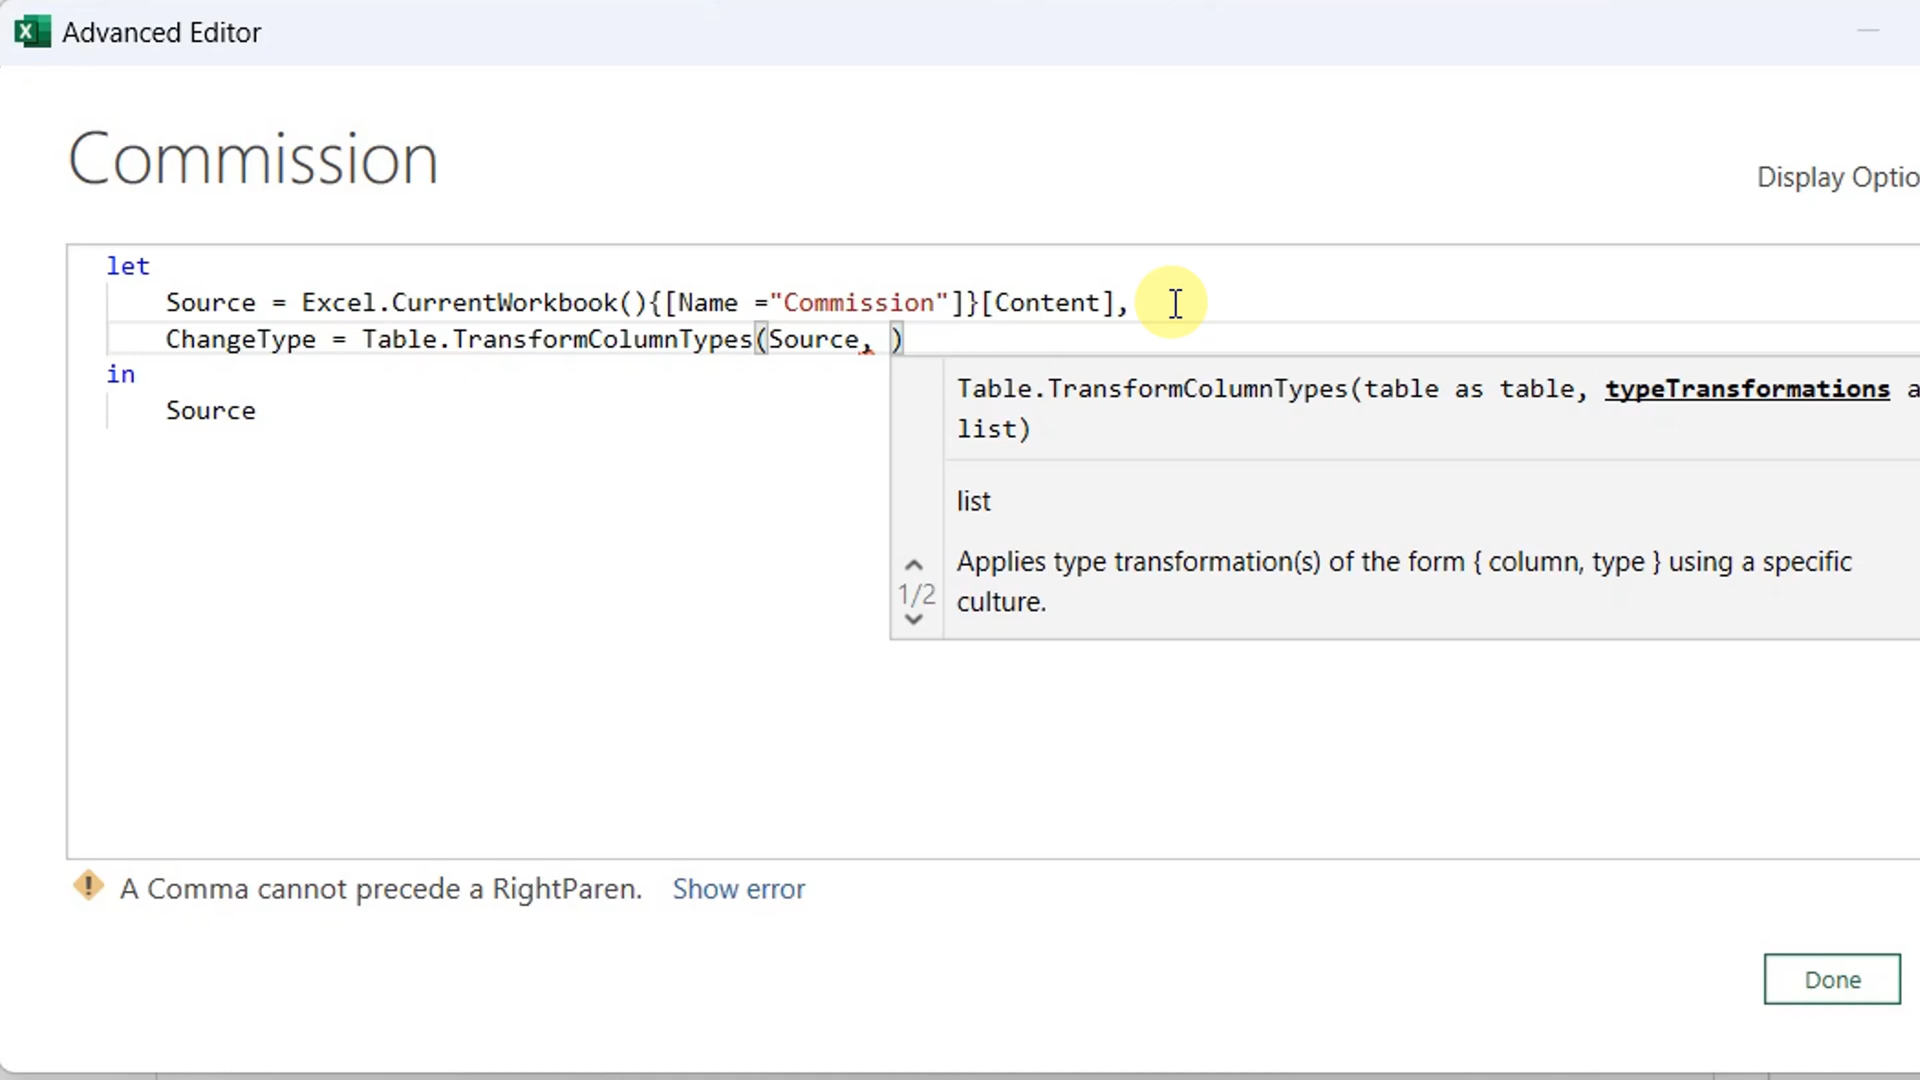 Advanced Editor
Commission
Display Optio
let
Source = Excel.CurrentWorkbook(){[Name ="Commission"]}[Content],
ChangeType = Table.TransformColumnTypes(Source, )
in
Source
Table.TransformColumnTypes(table as table, typeTransformations a
list)
list
Applies type transformation(s) of the form { column, type } using a specific
culture.
1/2
A Comma cannot precede a RightParen. Show error
Done